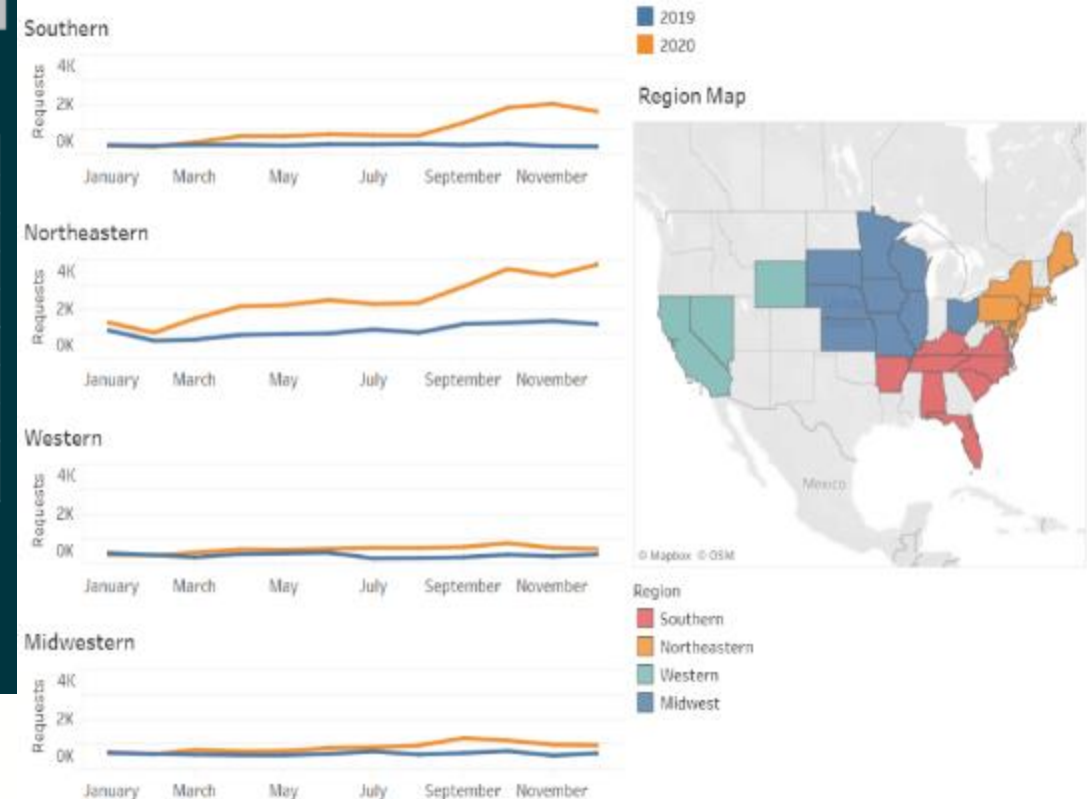 Southern
Requests
4K
2K
0K
January March May July September November
Northeastern
Requests
4K
2K
0K
January March May July September November
Western
Requests
4K
2K
0K
January March May July September November
Midwestern
Requests
4K
2K
0K
January March May July September November
2019
2020
Region Map
Mexico
© Mapbox © OSM
Region
Southern
Northeastern
Western
Midwest